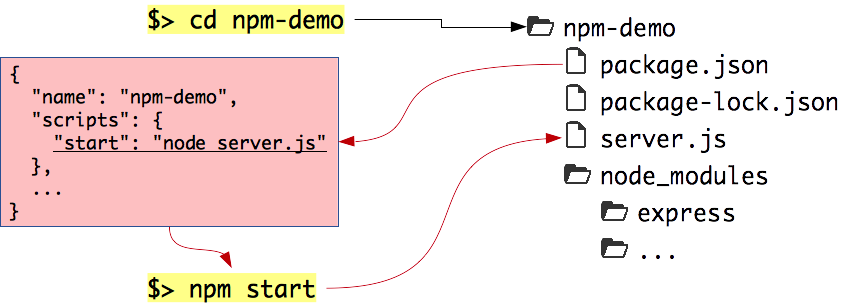 $> cd npm-demo
{
"name": "npm-demo",
"scripts": {
"start": "node server.js"
},
...
}
$> npm start
npm-demo
package.json
package-lock.json
server.js
node_modules
express
...